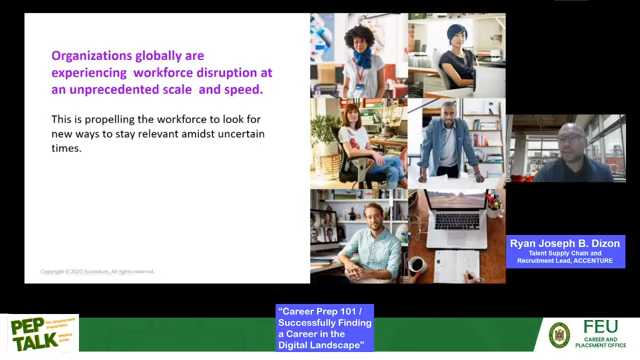 Organizations globally are
experiencing workforce disruption at
an unprecedented scale and speed.
This is propelling the workforce to look for
new ways to stay relevant amidst uncertain
times.
Copyright © 2020 Accenture. All rights reserved.
Ryan Joseph B. Dizon
Talent Supply Chain and
Recruitment Lead, ACCENTURE
PEP
TALK
"Career Prep 101 /
Successfully Finding
a Career in the
Digital Landscape"
FEU
CAREER AND
PLACEMENT OFFICE